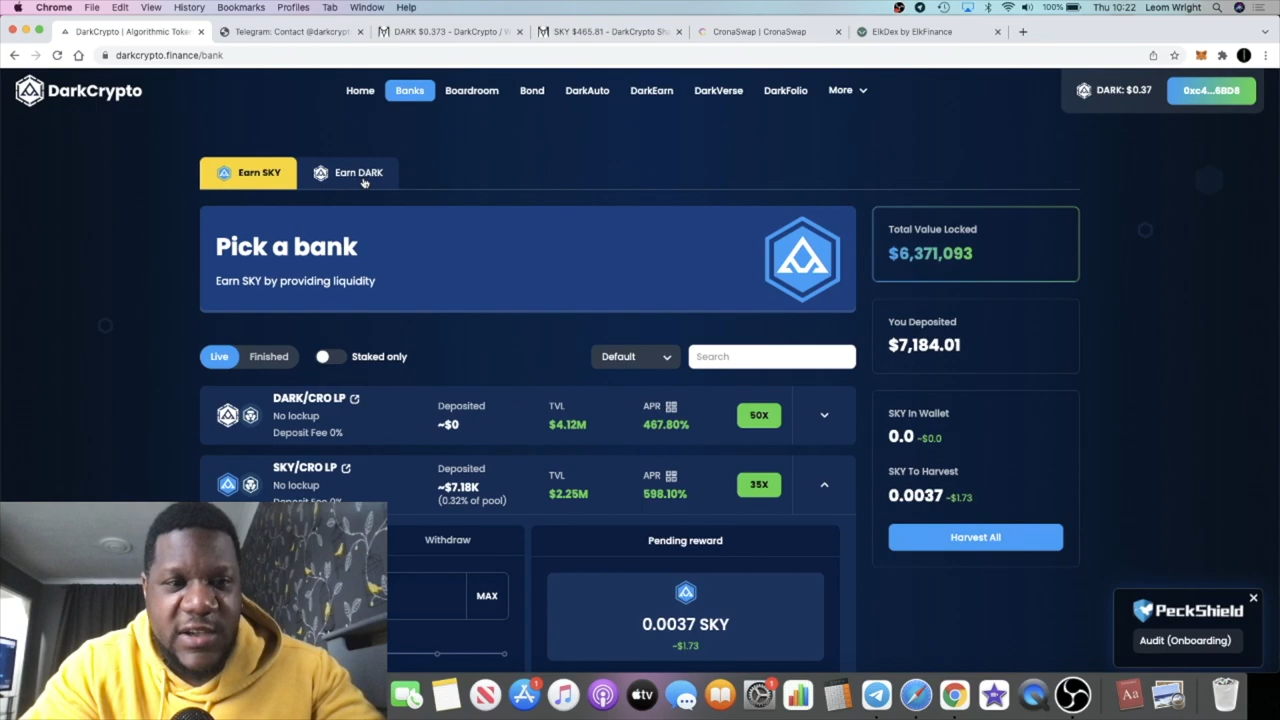 Chrome File Edit View History Bookmarks Profiles Tab Window Help 100% Thu 10:22 Leom Wright
DarkCrypto | Algorithmic Toke
Telegram: Contact @darkcrypt
DARK $0.373 - DarkCrypto /
SKY $465.81 - DarkCrypto Sh
CronaSwap | CronaSwap
ElkDex by ElkFinance
darkcrypto.finance/bank
DarkCrypto Home Banks Boardroom Bond DarkAuto DarkEarn DarkVerse DarkFolio More DARK: $0.37 0xc4...6BD8
Earn SKY Earn DARK
Pick a bank
Earn SKY by providing liquidity
Total Value Locked
$6,371,093
You Deposited
$7,184.01
Live Finished Staked only Default Search
DARK/CRO LP
No lockup
Deposit Fee 0%
Deposited
~$0
TVL
$4.12M
APR
467.80%
50X
SKY/CRO LP
No lockup
Deposited
~$7.18K
(0.32% of pool)
TVL
$2.25M
APR
598.10%
35X
SKY In Wallet
0.0 ~$0.0
SKY To Harvest
0.0037 ~$1.73
Harvest All
Withdraw
MAX
Pending reward
0.0037 SKY
~$1.73
PeckShield
Audit (Onboarding)
1
1
tv
Aa